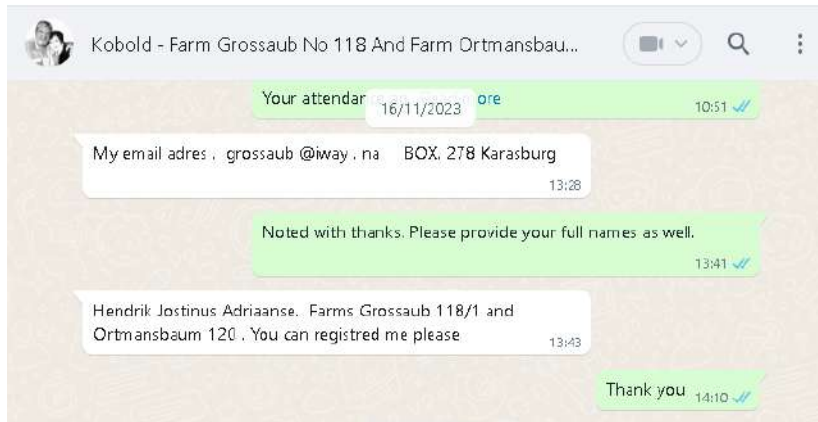 Kobold - Farm Grossaub No 118 And Farm Ortmansbau...
Your attendan ore
10:51
16/11/2023
My email adres . grossaub @iway . na BOX. 278 Karasburg
13:28
Noted with thanks. Please provide your full names as well.
13:41
Hendrik Jostinus Adriaanse. Farms Grossaub 118/1 and
Ortmansbaum 120 . You can registred me please
13:43
Thank you
14:10